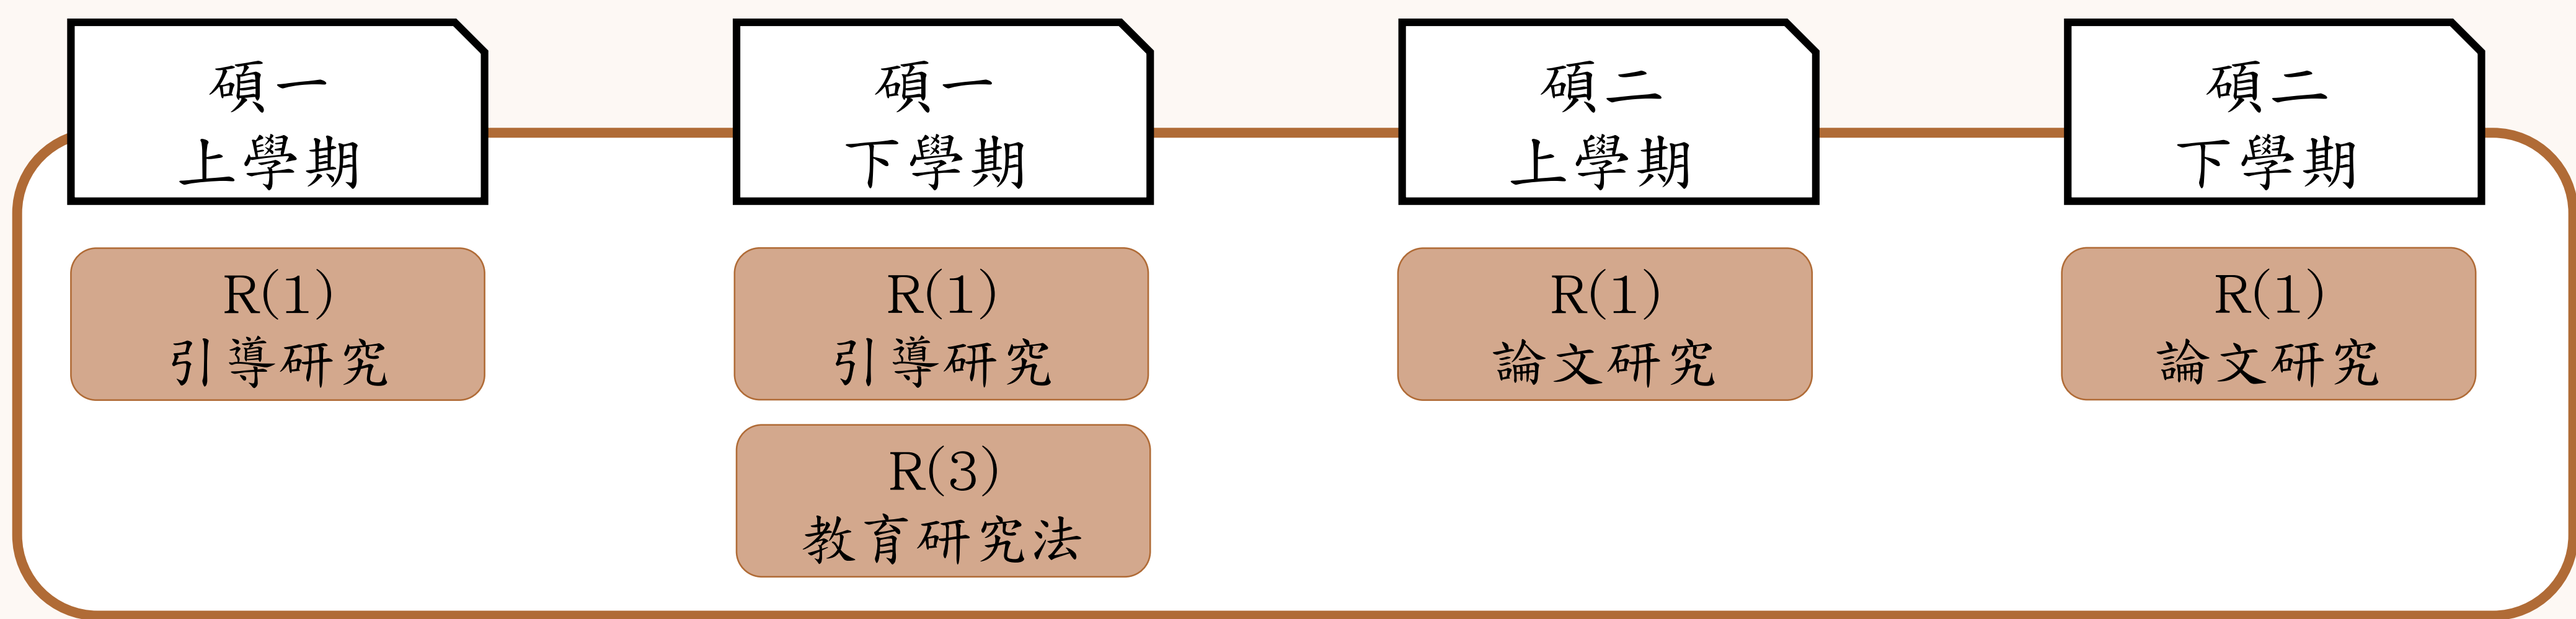 碩一
上學期
碩一
下學期
碩二
上學期
碩二
下學期
R(1)
引導研究
R(1)
引導研究
R(1)
論文研究
R(1)
論文研究
R(3)
教育研究法